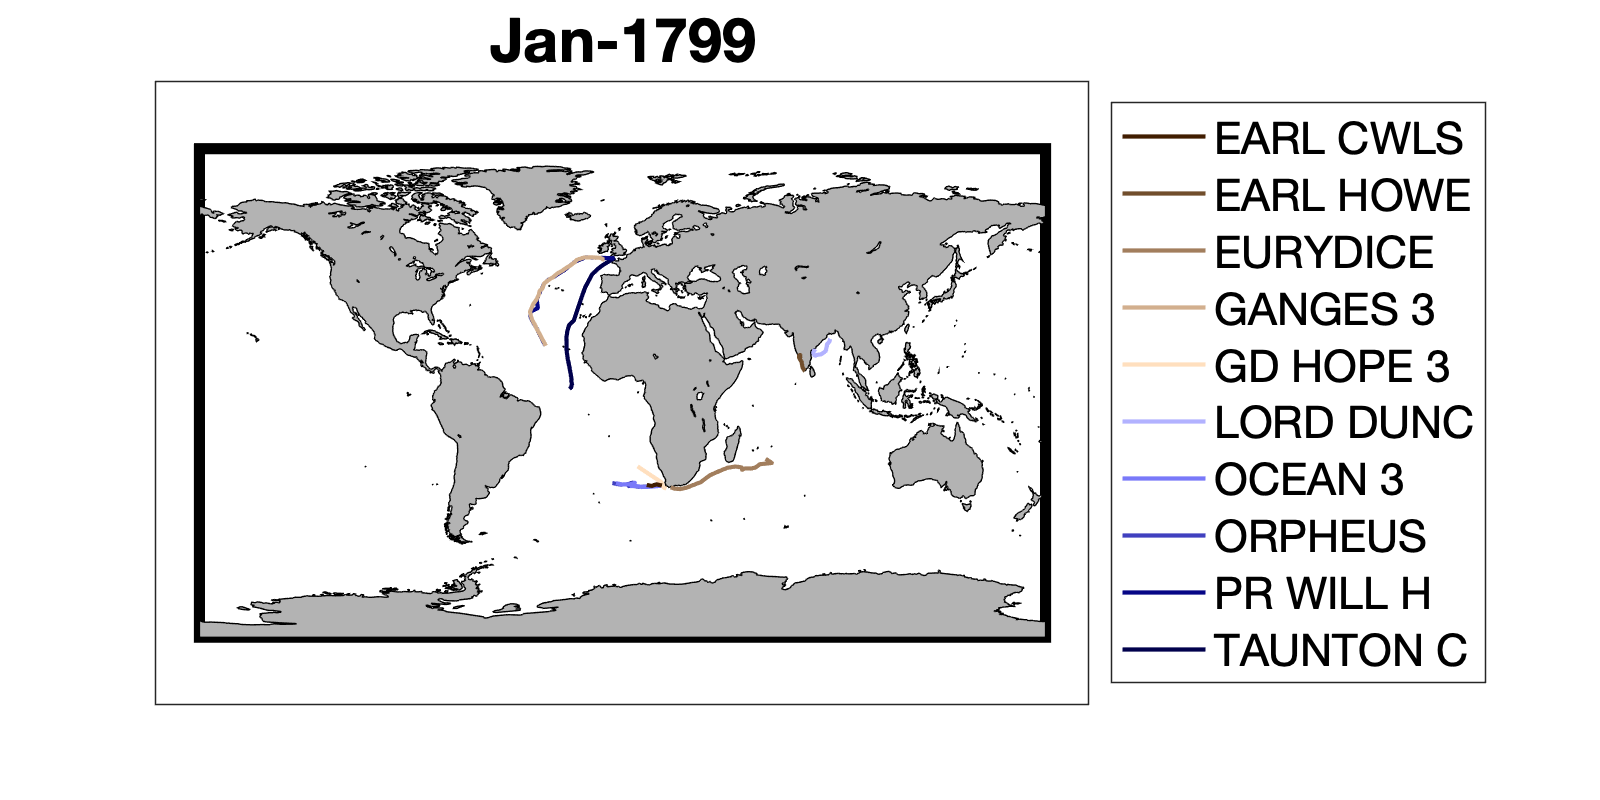 Jan-1799
EARL CWLS
EARL HOWE
EURYDICE
GANGES 3
GD HOPE 3
LORD DUNC
OCEAN 3
ORPHEUS
PR WILL H
TAUNTON C